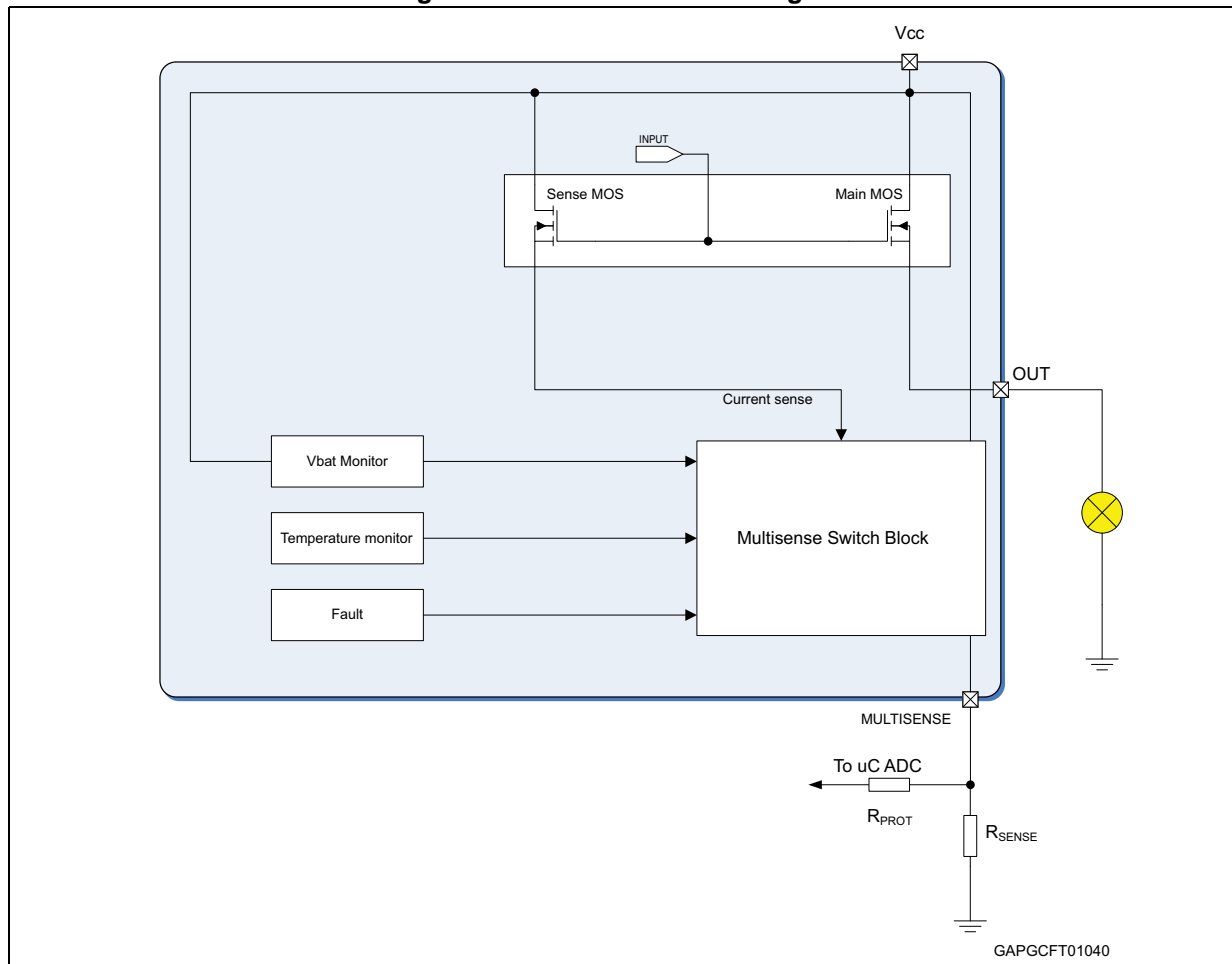 Vcc
INPUT
Sense MOS
Main MOS
OUT
Current sense
Vbat Monitor
Temperature monitor
Multisense Switch Block
Fault
MULTISENSE
To uC ADC
RPROT
RSENSE
GAPGCFT01040